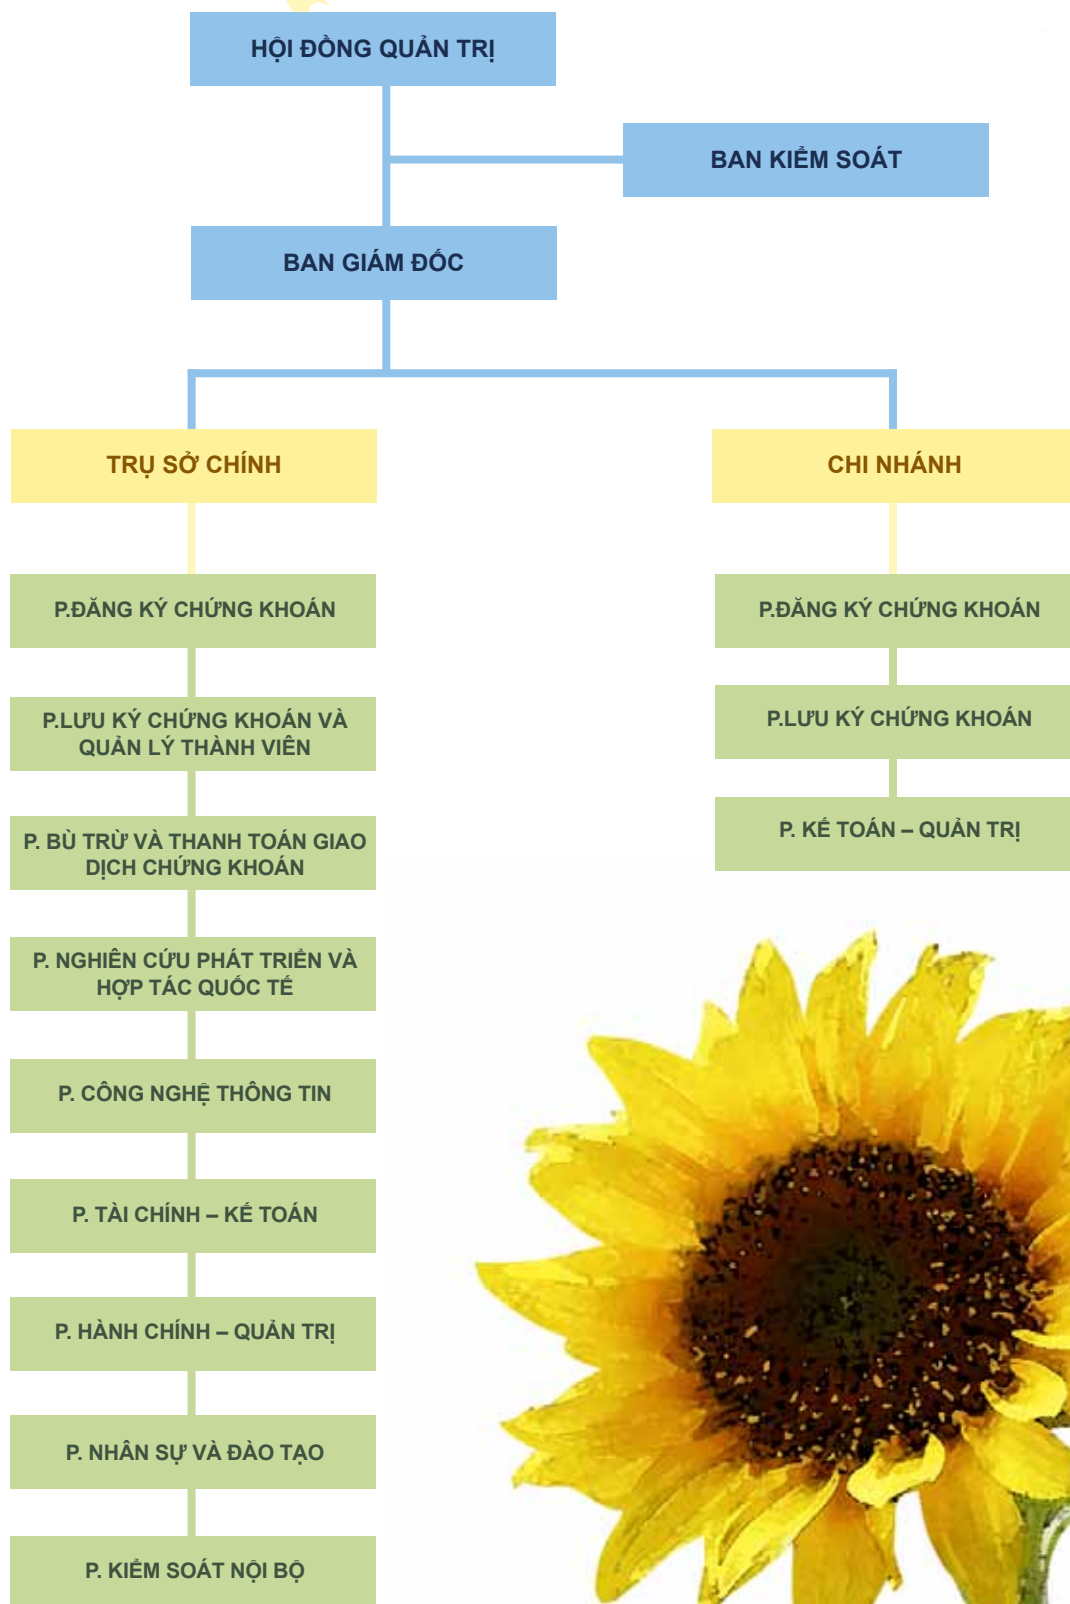 HỘI ĐỒNG QUẢN TRỊ
BAN KIỂM SOÁT
BAN GIÁM ĐỐC
TRỤ SỞ CHÍNH
CHI NHÁNH
P.ĐĂNG KÝ CHỨNG KHOÁN
P.LƯU KÝ CHỨNG KHOÁN VÀ
QUẢN LÝ THÀNH VIÊN
P. BÙ TRỪ VÀ THANH TOÁN GIAO
DỊCH CHỨNG KHOÁN
P. NGHIÊN CỨU PHÁT TRIỂN VÀ
HỢP TÁC QUỐC TẾ
P. CÔNG NGHỆ THÔNG TIN
P. TÀI CHÍNH – KẾ TOÁN
P. HÀNH CHÍNH – QUẢN TRỊ
P. NHÂN SỰ VÀ ĐÀO TẠO
P. KIỂM SOÁT NỘI BỘ
P.ĐĂNG KÝ CHỨNG KHOÁN
P.LƯU KÝ CHỨNG KHOÁN
P. KẾ TOÁN – QUẢN TRỊ